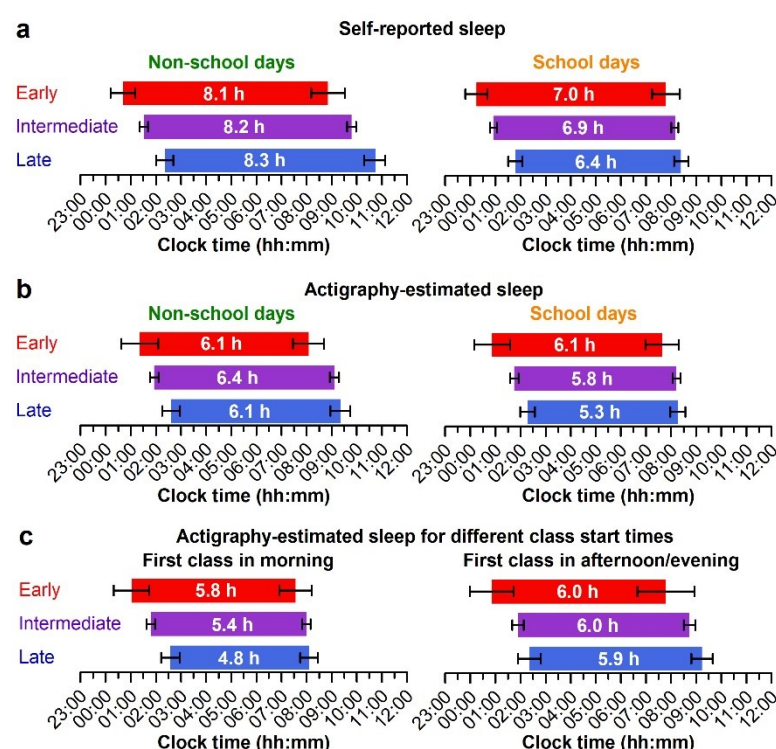 a Self-reported sleep
Non-school days School days
Early 8.1 h 7.0 h
Intermediate 8.2 h 6.9 h
Late 8.3 h 6.4 h
23:00 00:00 01:00 02:00 03:00 04:00 05:00 06:00 07:00 08:00 09:00 10:00 11:00 12:00 23:00 00:00 01:00 02:00 03:00 04:00 05:00 06:00 07:00 08:00 09:00 10:00 11:00 12:00
Clock time (hh:mm) Clock time (hh:mm)
b Actigraphy-estimated sleep
Non-school days School days
Early 6.1 h 6.1 h
Intermediate 6.4 h 5.8 h
Late 6.1 h 5.3 h
23:00 00:00 01:00 02:00 03:00 04:00 05:00 06:00 07:00 08:00 09:00 10:00 11:00 12:00 23:00 00:00 01:00 02:00 03:00 04:00 05:00 06:00 07:00 08:00 09:00 10:00 11:00 12:00
Clock time (hh:mm) Clock time (hh:mm)
c Actigraphy-estimated sleep for different class start times
First class in morning First class in afternoon/evening
Early 5.8 h 6.0 h
Intermediate 5.4 h 6.0 h
Late 4.8 h 5.9 h
23:00 00:00 01:00 02:00 03:00 04:00 05:00 06:00 07:00 08:00 09:00 10:00 11:00 12:00 23:00 00:00 01:00 02:00 03:00 04:00 05:00 06:00 07:00 08:00 09:00 10:00 11:00 12:00
Clock time (hh:mm) Clock time (hh:mm)